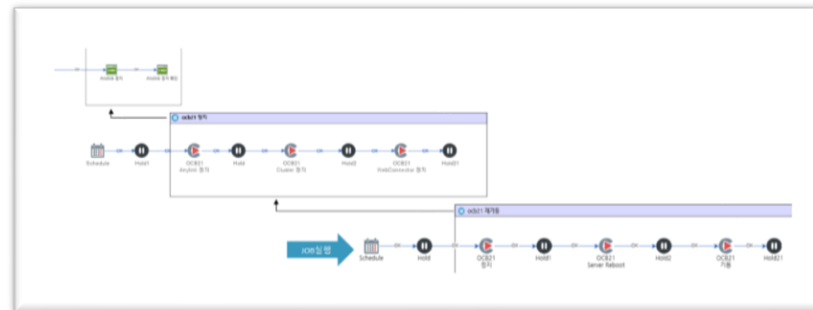 ocb21 정지
Schedule
Hold1
OCB21
Anylink 정지
Hold
OCB21
Cluster 정지
Hold3
OCB21
WebConnector 정지
Hold21
ocb21 재기동
JOB실행
Schedule
Hold
OCB21
정지
Hold1
OCB21
Server Reboot
Hold2
OCB21
기동
Hold21